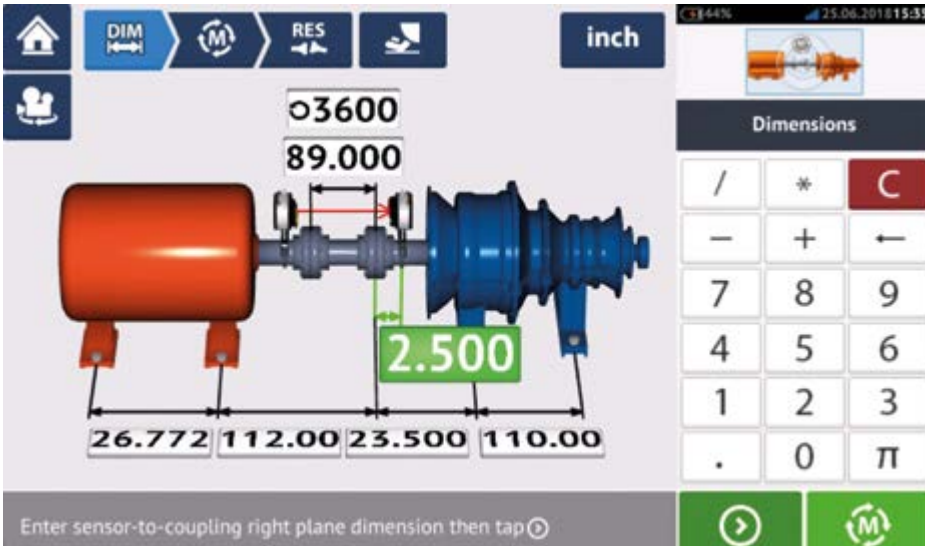 DIM
M
RES
inch
44% 25.06.2018 15:35
3600
89.000
Dimensions
/ * C
− + ←
7 8 9
2.500
4 5 6
1 2 3
26.772 112.00 23.500 110.00
. 0 π
Enter sensor-to-coupling right plane dimension then tap
M